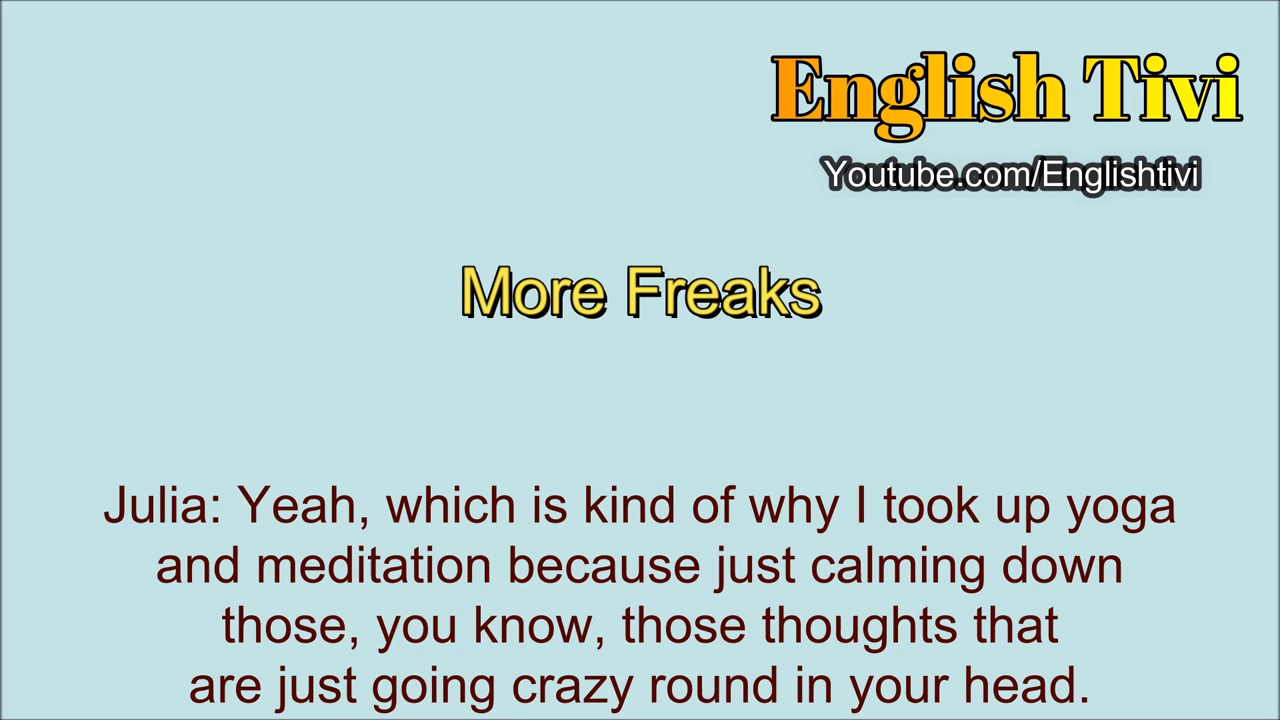 English Tivi
Youtube.com/Englishtivi
More Freaks
Julia: Yeah, which is kind of why I took up yoga
and meditation because just calming down
those, you know, those thoughts that
are just going crazy round in your head.